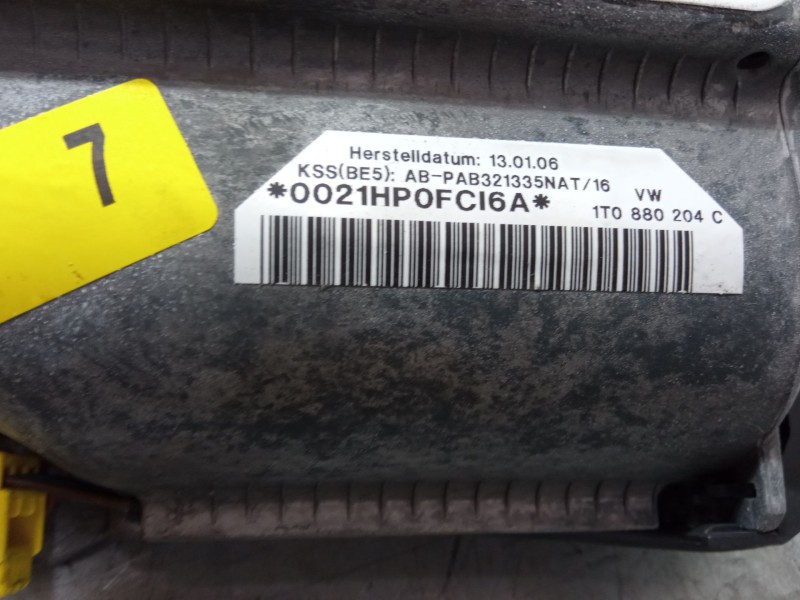 7
Herstelldatum: 13.01.06
KSS(BE5): AB-PAB321335NAT/16 VW
*0021HP0FCI6A* 1T0 880 204 C